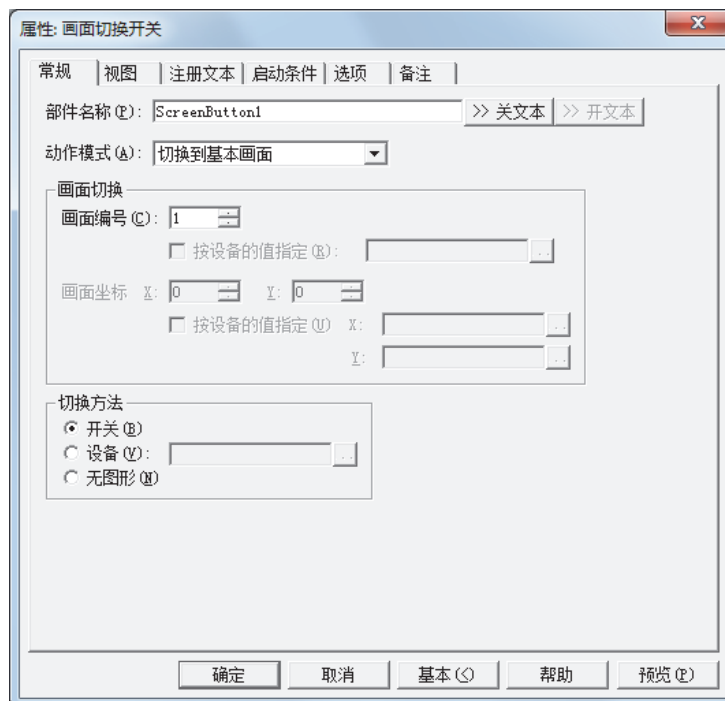 属性: 画面切换开关
常规 视图 注册文本 启动条件 选项 备注
部件名称(P): ScreenButton1 >> 关文本 >> 开文本
动作模式(A): 切换到基本画面
画面切换
画面编号(C): 1
按设备的值指定(R): ..
画面坐标 X: 0 Y: 0
按设备的值指定(U) X: ..
Y: ..
切换方法
开关(B)
设备(V): ..
无图形(N)
确定 取消 基本(<) 帮助 预览(P)